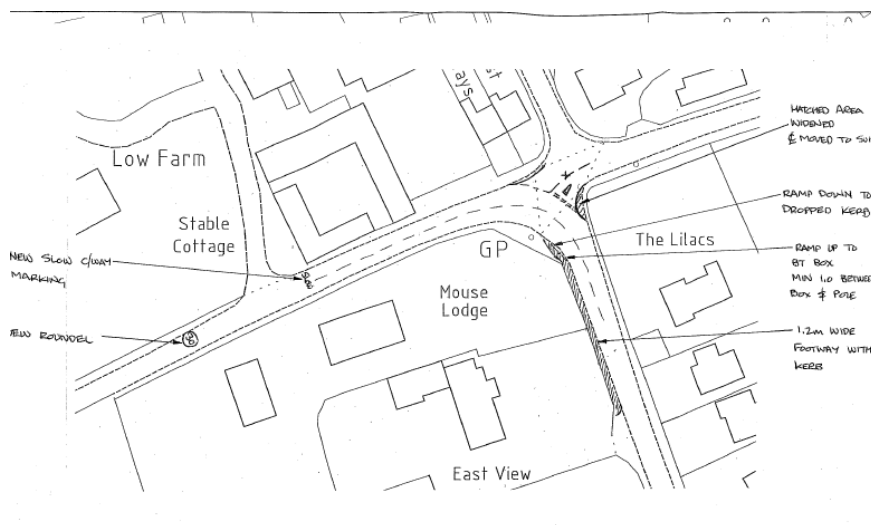 HATCHED AREA
WIDENED
₵ MOVED TO SUI
Low Farm
RAMP DOWN TO
DROPPED KERB
Stable
Cottage
The Lilacs
GP
NEW SLOW C/WAY
MARKING
RAMP UP TO
BT BOX
MIN 1.0 BETWEE
BOX & POLE
Mouse
Lodge
EW ROUNDEL
1.2m WIDE
FOOTWAY WITH
KERB
East View